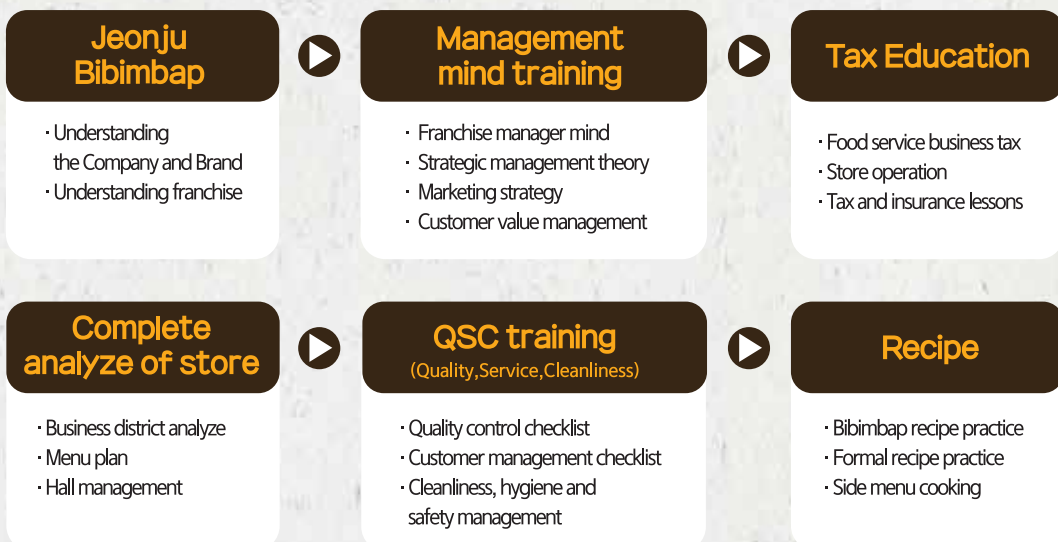 Jeonju
Bibimbap
· Understanding
the Company and Brand
· Understanding franchise
Management
mind training
· Franchise manager mind
· Strategic management theory
· Marketing strategy
· Customer value management
Tax Education
· Food service business tax
· Store operation
· Tax and insurance lessons
Complete
analyze of store
· Business district analyze
· Menu plan
· Hall management
QSC training
(Quality,Service,Cleanliness)
· Quality control checklist
· Customer management checklist
· Cleanliness, hygiene and
safety management
Recipe
· Bibimbap recipe practice
· Formal recipe practice
· Side menu cooking